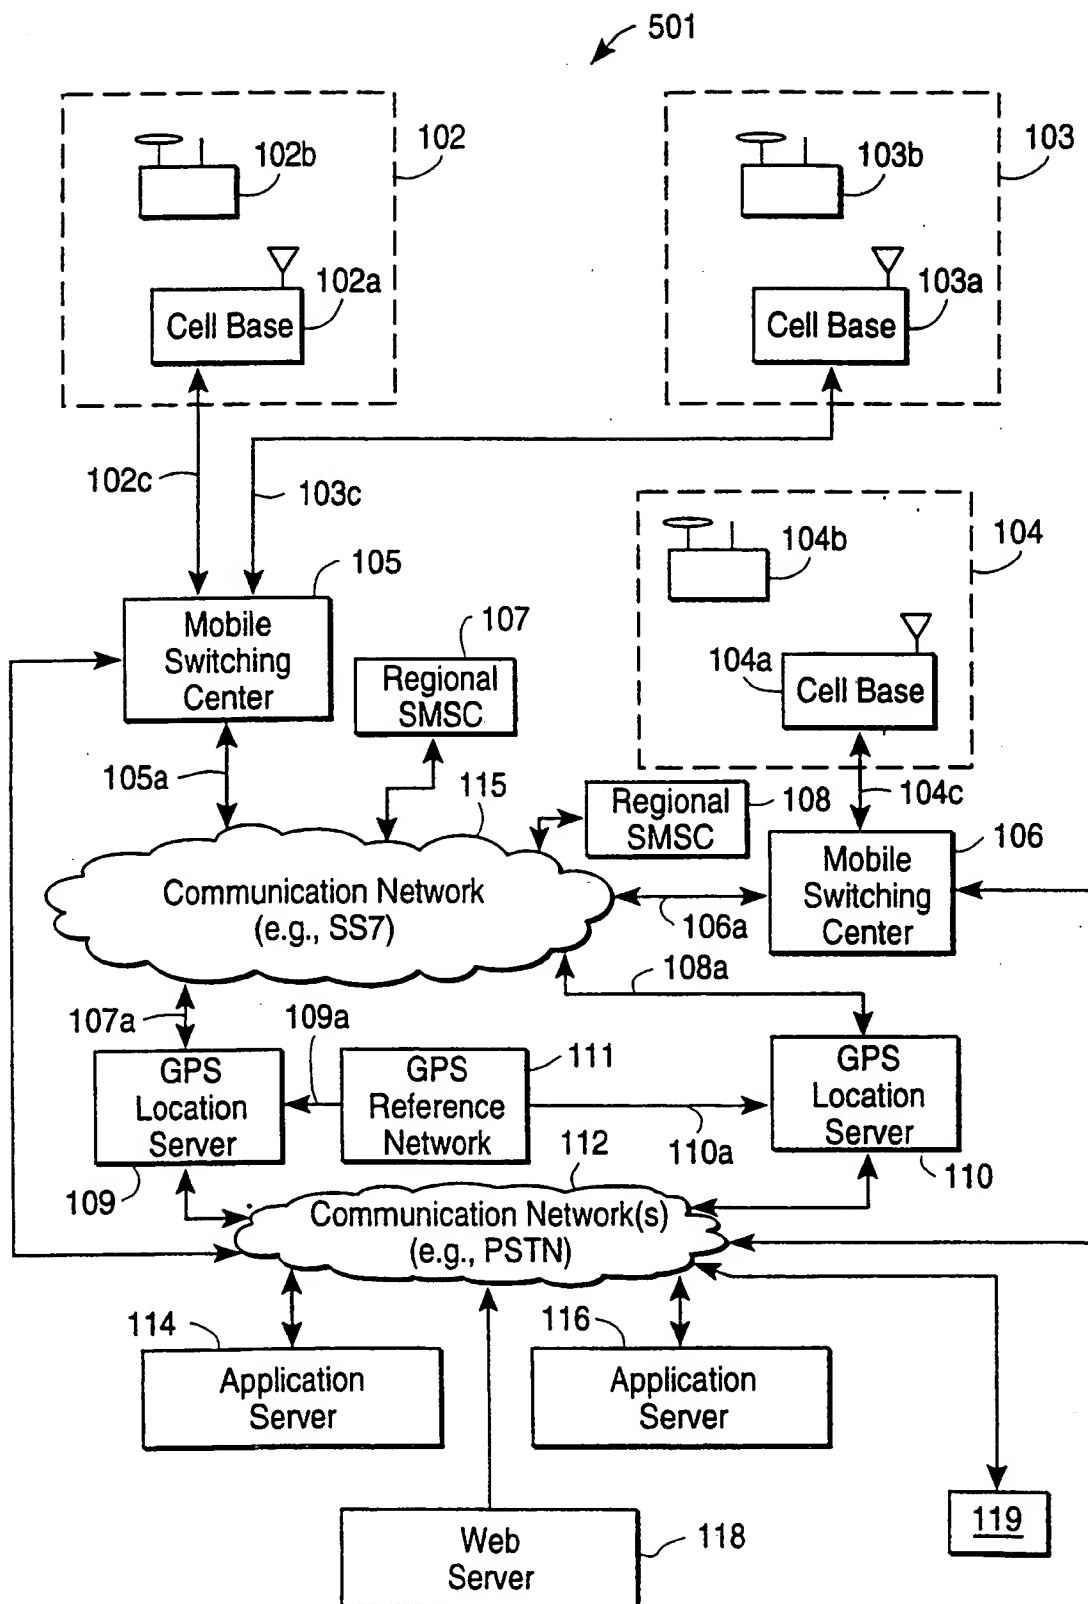 501
102
102b
102a
Cell Base
103
103b
103a
Cell Base
102c
103c
105
Mobile
Switching
Center
107
Regional
SMSC
104
104b
104a
Cell Base
104c
105a
115
Regional
SMSC
108
106
Mobile
Switching
Center
Communication Network
(e.g., SS7)
106a
108a
107a
109a
GPS
Location
Server
109
GPS
Reference
Network
111
110a
GPS
Location
Server
110
112
Communication Network(s)
(e.g., PSTN)
114
Application
Server
116
Application
Server
Web
Server
118
119